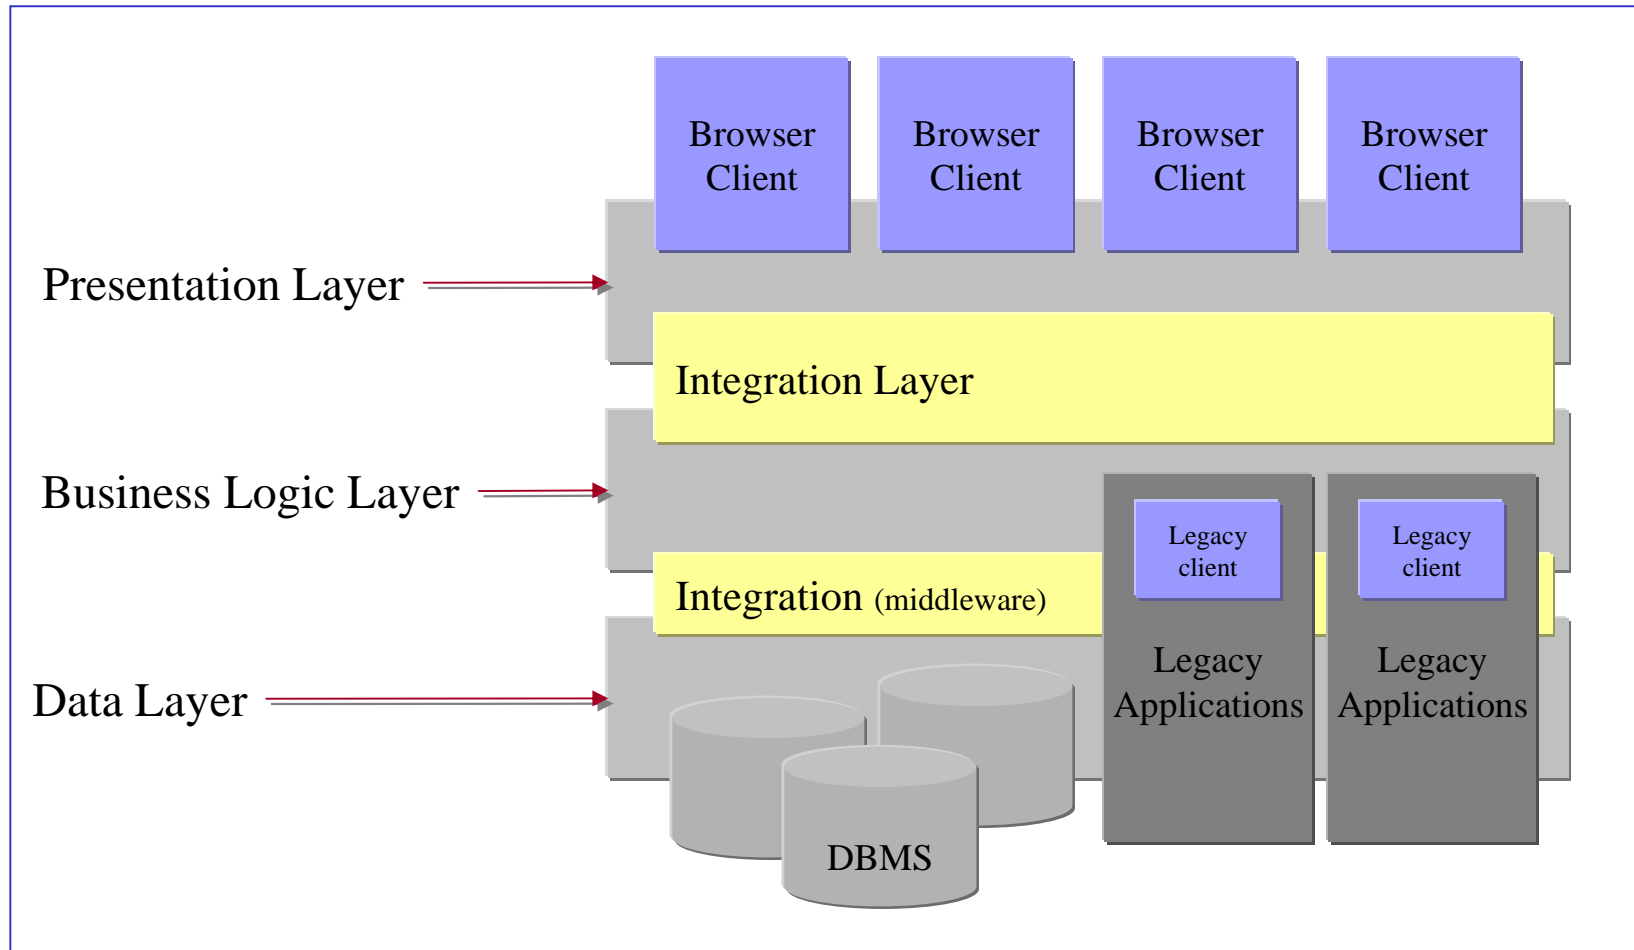 Browser
Client
Browser
Client
Browser
Client
Browser
Client
Presentation Layer
Integration Layer
Business Logic Layer
Legacy
client
Legacy
client
Integration (middleware)
Legacy
Applications
Legacy
Applications
Data Layer
DBMS